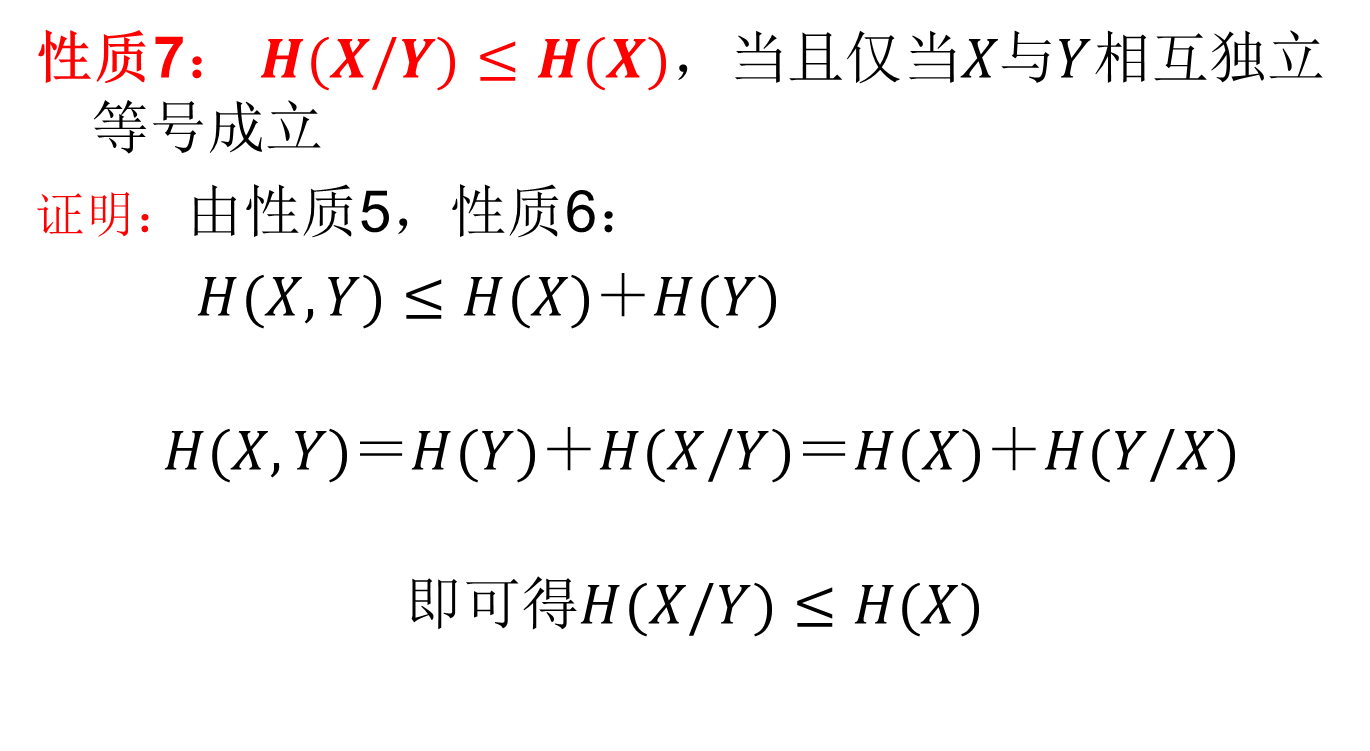 性质7： H(X/Y) ≤ H(X)，当且仅当X与Y相互独立
等号成立
证明：由性质5，性质6：
H(X,Y) ≤ H(X)＋H(Y)
H(X,Y)＝H(Y)＋H(X/Y)＝H(X)＋H(Y/X)
即可得H(X/Y) ≤ H(X)